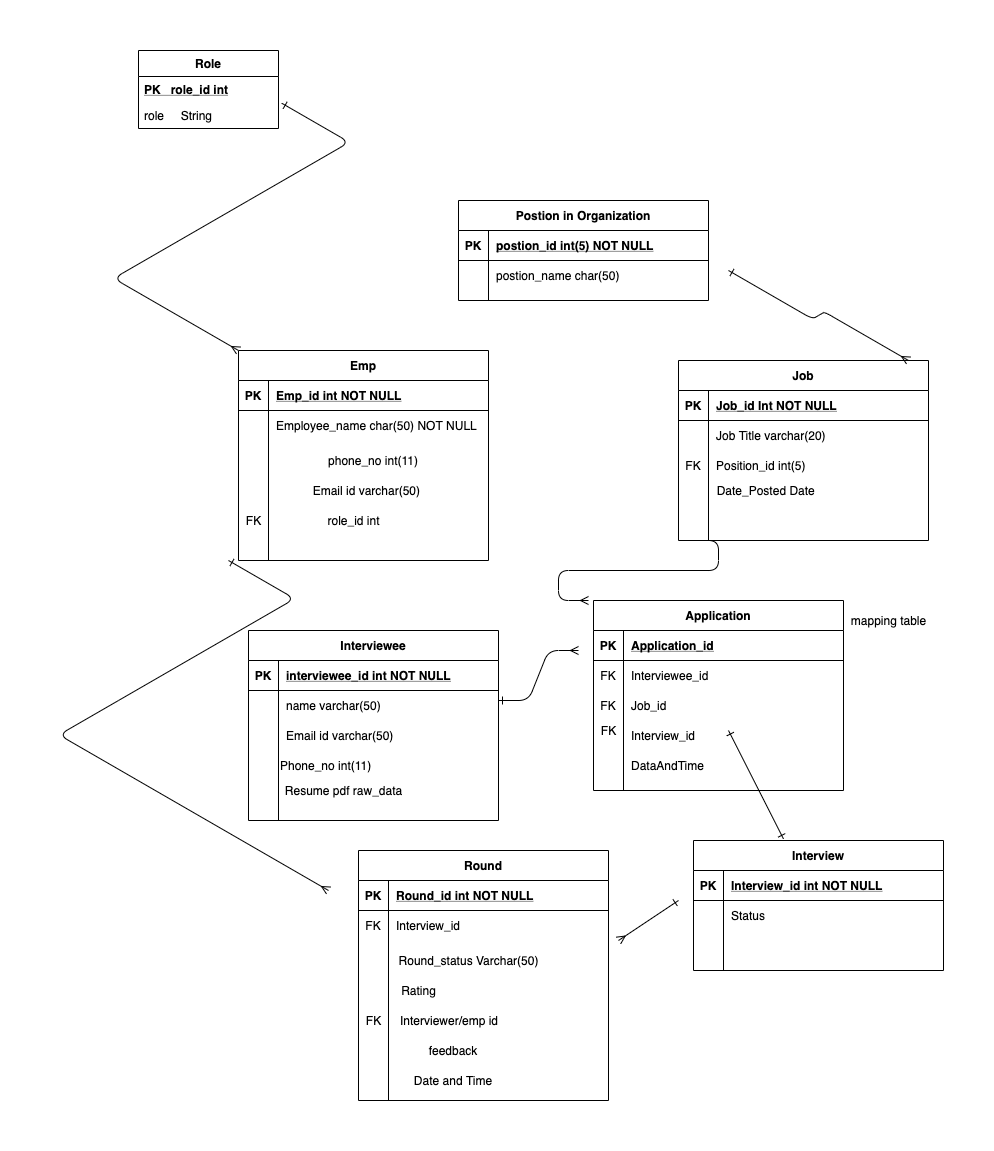 Role
PK role_id int
role String
Postion in Organization
PK postion_id int(5) NOT NULL
postion_name char(50)
Emp
PK Emp_id int NOT NULL
Employee_name char(50) NOT NULL
phone_no int(11)
Email id varchar(50)
FK role_id int
Job
PK Job_id Int NOT NULL
Job Title varchar(20)
FK Position_id int(5)
Date_Posted Date
Application
mapping table
PK Application_id
FK Interviewee_id
FK Job_id
FK Interview_id
DataAndTime
Interviewee
PK interviewee_id int NOT NULL
name varchar(50)
Email id varchar(50)
Phone_no int(11)
Resume pdf raw_data
Round
PK Round_id int NOT NULL
FK Interview_id
Round_status Varchar(50)
Rating
FK Interviewer/emp id
feedback
Date and Time
Interview
PK Interview_id int NOT NULL
Status